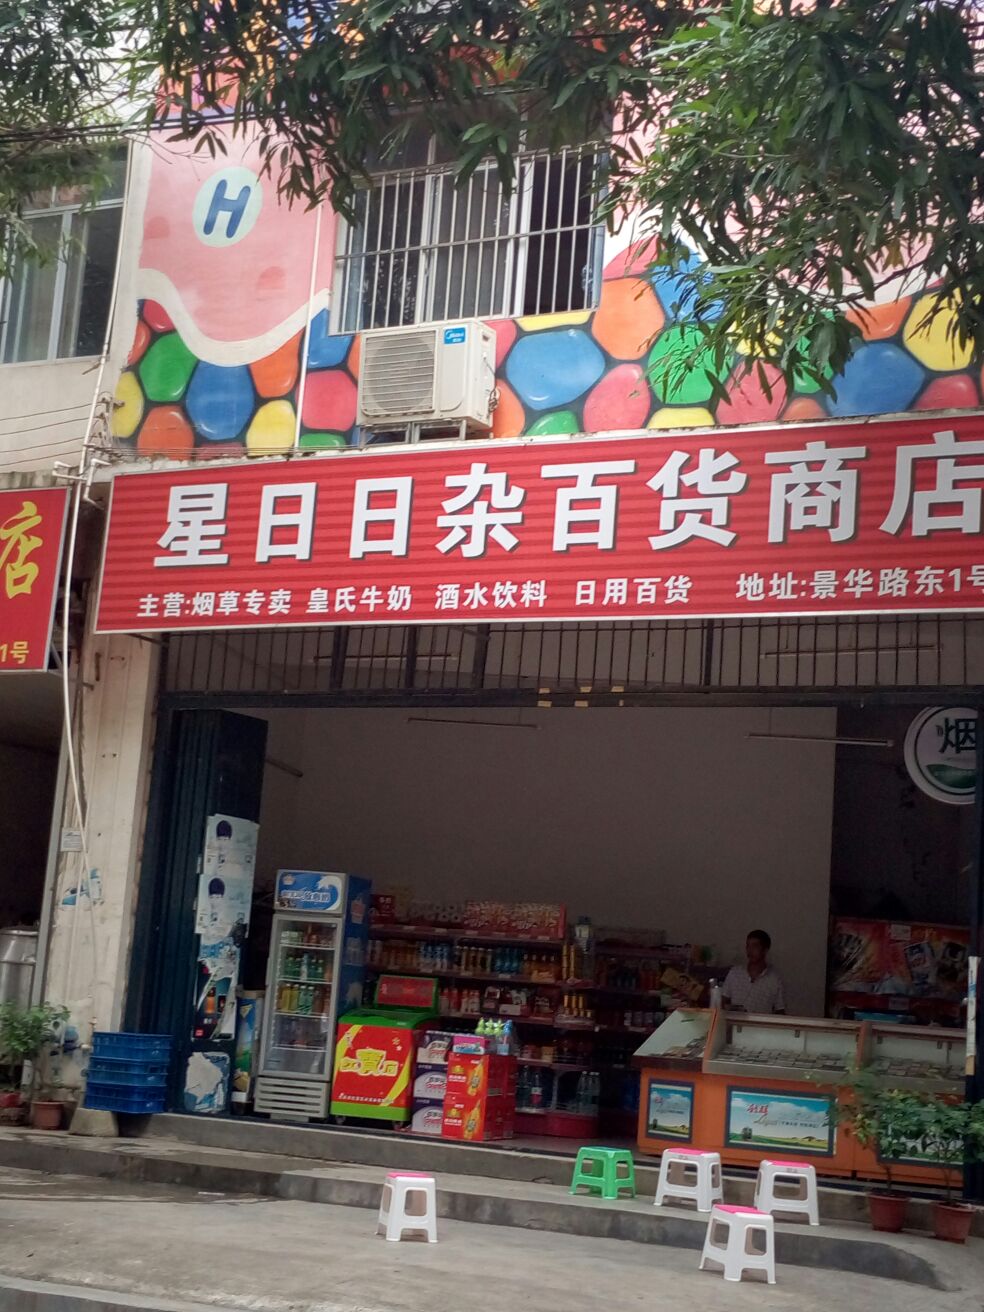 H
Midea
星日日杂百货商店
主营:烟草专卖 皇氏牛奶 酒水饮料 日用百货 地址:景华路东1号
店
1号
烟